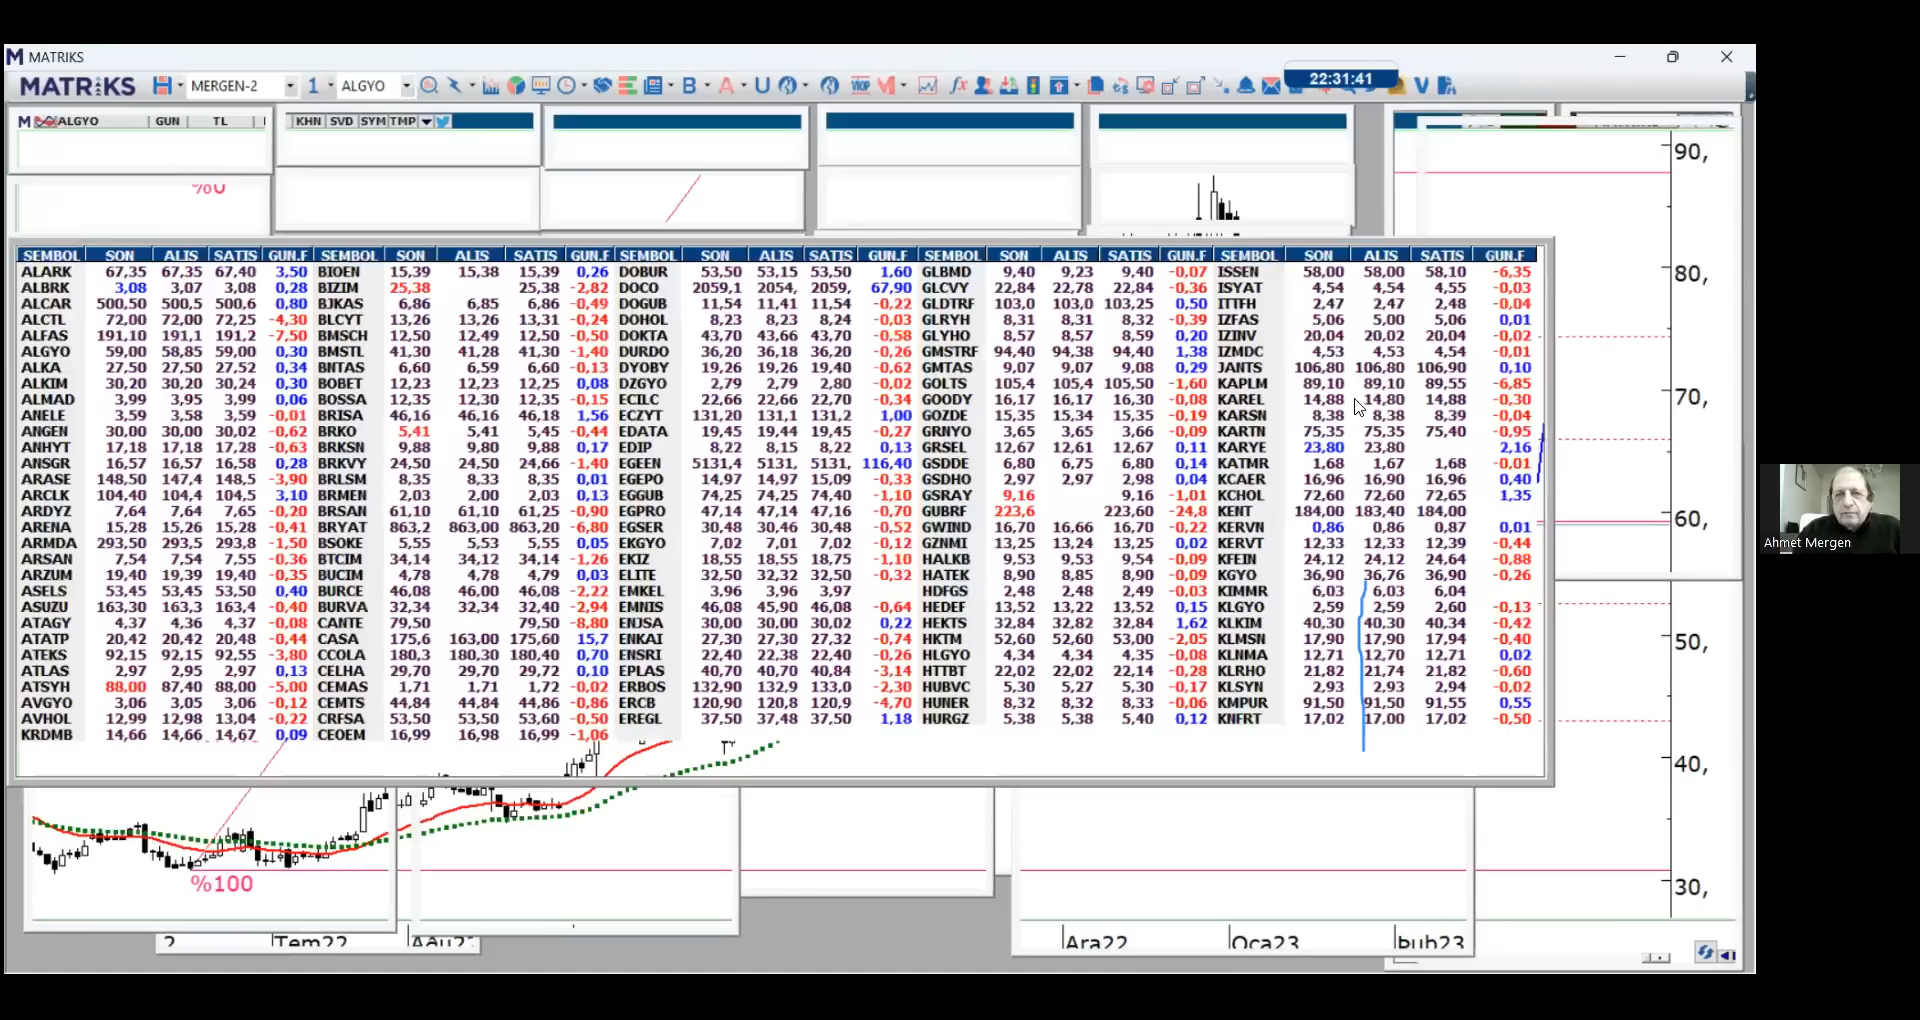 MATRIKS
MATRIKS MERGEN-2 1 ALGYO B A U VIOP M fx V 22:31:41
M ALGYO GUN TL KHN SVD SYM TMP
90,
%0
SEMBOL SON ALIS SATIS GUN.F SEMBOL SON ALIS SATIS GUN.F SEMBOL SON ALIS SATIS GUN.F SEMBOL SON ALIS SATIS GUN.F SEMBOL SON ALIS SATIS GUN.F
ALARK 67,35 67,35 67,40 3,50 BIOEN 15,39 15,38 15,39 0,26 DOBUR 53,50 53,15 53,50 1,60 GLBMD 9,40 9,23 9,40 -0,07 ISSEN 58,00 58,00 58,10 -6,35
80,
ALBRK 3,08 3,07 3,08 0,28 BIZIM 25,38 25,38 -2,82 DOCO 2059,1 2054, 2059, 67,90 GLCVY 22,84 22,78 22,84 -0,36 ISYAT 4,54 4,54 4,55 -0,03
ALCAR 500,50 500,5 500,6 0,80 BJKAS 6,86 6,85 6,86 -0,49 DOGUB 11,54 11,41 11,54 -0,22 GLDTRF 103,0 103,0 103,25 0,50 ITTFH 2,47 2,47 2,48 -0,04
ALCTL 72,00 72,00 72,25 -4,30 BLCYT 13,26 13,26 13,31 -0,24 DOHOL 8,23 8,23 8,24 -0,03 GLRYH 8,31 8,31 8,32 -0,39 IZFAS 5,06 5,00 5,06 0,01
ALFAS 191,10 191,1 191,2 -7,50 BMSCH 12,50 12,49 12,50 -0,50 DOKTA 43,70 43,66 43,70 -0,58 GLYHO 8,57 8,57 8,59 0,20 IZINV 20,04 20,02 20,04 -0,02
ALGYO 59,00 58,85 59,00 0,30 BMSTL 41,30 41,28 41,30 -1,40 DURDO 36,20 36,18 36,20 -0,26 GMSTRF 94,40 94,38 94,40 1,38 IZMDC 4,53 4,53 4,54 -0,01
ALKA 27,50 27,50 27,52 0,34 BNTAS 6,60 6,59 6,60 -0,13 DYOBY 19,26 19,26 19,40 -0,62 GMTAS 9,07 9,07 9,08 0,29 JANTS 106,80 106,80 106,90 0,10
ALKIM 30,20 30,20 30,24 0,30 BOBET 12,23 12,23 12,25 0,08 DZGYO 2,79 2,79 2,80 -0,02 GOLTS 105,4 105,4 105,50 -1,60 KAPLM 89,10 89,10 89,55 -6,85
70,
ALMAD 3,99 3,95 3,99 0,06 BOSSA 12,35 12,30 12,35 -0,15 ECILC 22,66 22,66 22,70 -0,34 GOODY 16,17 16,17 16,30 -0,08 KAREL 14,88 14,80 14,88 -0,30
ANELE 3,59 3,58 3,59 -0,01 BRISA 46,16 46,16 46,18 1,56 ECZYT 131,20 131,1 131,2 1,00 GOZDE 15,35 15,34 15,35 -0,19 KARSN 8,38 8,38 8,39 -0,04
ANGEN 30,00 30,00 30,02 -0,62 BRKO 5,41 5,41 5,45 -0,44 EDATA 19,45 19,44 19,45 -0,27 GRNYO 3,65 3,65 3,66 -0,09 KARTN 75,35 75,35 75,40 -0,95
ANHYT 17,18 17,18 17,28 -0,63 BRKSN 9,88 9,80 9,88 0,17 EDIP 8,22 8,15 8,22 0,13 GRSEL 12,67 12,61 12,67 0,11 KARYE 23,80 23,80 2,16
ANSGR 16,57 16,57 16,58 0,28 BRKVY 24,50 24,50 24,66 -1,40 EGEEN 5131,4 5131, 5131, 116,40 GSDDE 6,80 6,75 6,80 0,14 KATMR 1,68 1,67 1,68 -0,01
ARASE 148,50 147,4 148,5 -3,90 BRLSM 8,35 8,33 8,35 0,01 EGEPO 14,97 14,97 15,09 -0,33 GSDHO 2,97 2,97 2,98 0,04 KCAER 16,96 16,90 16,96 0,40
ARCLK 104,40 104,4 104,5 3,10 BRMEN 2,03 2,00 2,03 0,13 EGGUB 74,25 74,25 74,40 -1,10 GSRAY 9,16 9,16 -1,01 KCHOL 72,60 72,60 72,65 1,35
ARDYZ 7,64 7,64 7,65 -0,20 BRSAN 61,10 61,10 61,25 -0,90 EGPRO 47,14 47,14 47,16 -0,70 GUBRF 223,6 223,60 -24,8 KENT 184,00 183,40 184,00
60,
ARENA 15,28 15,26 15,28 -0,41 BRYAT 863,2 863,00 863,20 -6,80 EGSER 30,48 30,46 30,48 -0,52 GWIND 16,70 16,66 16,70 -0,22 KERVN 0,86 0,86 0,87 0,01
ARMDA 293,50 293,5 293,8 -1,50 BSOKE 5,55 5,53 5,55 0,05 EKGYO 7,02 7,01 7,02 -0,12 GZNMI 13,25 13,24 13,25 0,02 KERVT 12,33 12,33 12,39 -0,44
Ahmet Mergen
ARSAN 7,54 7,54 7,55 -0,36 BTCIM 34,14 34,12 34,14 -1,26 EKIZ 18,55 18,55 18,75 -1,10 HALKB 9,53 9,53 9,54 -0,09 KFEIN 24,12 24,12 24,64 -0,88
ARZUM 19,40 19,39 19,40 -0,35 BUCIM 4,78 4,78 4,79 0,03 ELITE 32,50 32,32 32,50 -0,32 HATEK 8,90 8,85 8,90 -0,09 KGYO 36,90 36,76 36,90 -0,26
ASELS 53,45 53,45 53,50 0,40 BURCE 46,08 46,00 46,08 -2,22 EMKEL 3,96 3,96 3,97 HDFGS 2,48 2,48 2,49 -0,03 KIMMR 6,03 6,03 6,04
ASUZU 163,30 163,3 163,4 -0,40 BURVA 32,34 32,34 32,40 -2,94 EMNIS 46,08 45,90 46,08 -0,64 HEDEF 13,52 13,22 13,52 0,15 KLGYO 2,59 2,59 2,60 -0,13
ATAGY 4,37 4,36 4,37 -0,08 CANTE 79,50 79,50 -8,80 ENJSA 30,00 30,00 30,02 0,22 HEKTS 32,84 32,82 32,84 1,62 KLKIM 40,30 40,30 40,34 -0,42
ATATP 20,42 20,42 20,48 -0,44 CASA 175,6 163,00 175,60 15,7 ENKAI 27,30 27,30 27,32 -0,74 HKTM 52,60 52,60 53,00 -2,05 KLMSN 17,90 17,90 17,94 -0,40
50,
ATEKS 92,15 92,15 92,55 -3,80 CCOLA 180,3 180,30 180,40 0,70 ENSRI 22,40 22,38 22,40 -0,26 HLGYO 4,34 4,34 4,35 -0,08 KLNMA 12,71 12,70 12,71 0,02
ATLAS 2,97 2,95 2,97 0,13 CELHA 29,70 29,70 29,72 0,10 EPLAS 40,70 40,70 40,84 -3,14 HTTBT 22,02 22,02 22,14 -0,28 KLRHO 21,82 21,74 21,82 -0,60
ATSYH 88,00 87,40 88,00 -5,00 CEMAS 1,71 1,71 1,72 -0,02 ERBOS 132,90 132,9 133,0 -2,30 HUBVC 5,30 5,27 5,30 -0,17 KLSYN 2,93 2,93 2,94 -0,02
AVGYO 3,06 3,05 3,06 -0,12 CEMTS 44,84 44,84 44,86 -0,86 ERCB 120,90 120,8 120,9 -4,70 HUNER 8,32 8,32 8,33 -0,06 KMPUR 91,50 91,50 91,55 0,55
AVHOL 12,99 12,98 13,04 -0,22 CRFSA 53,50 53,50 53,60 -0,50 EREGL 37,50 37,48 37,50 1,18 HURGZ 5,38 5,38 5,40 0,12 KNFRT 17,02 17,00 17,02 -0,50
KRDMB 14,66 14,66 14,67 0,09 CEOEM 16,99 16,98 16,99 -1,06
40,
%100
30,
2 Tem22 Ağu2 Ara22 Oca23 Şub23